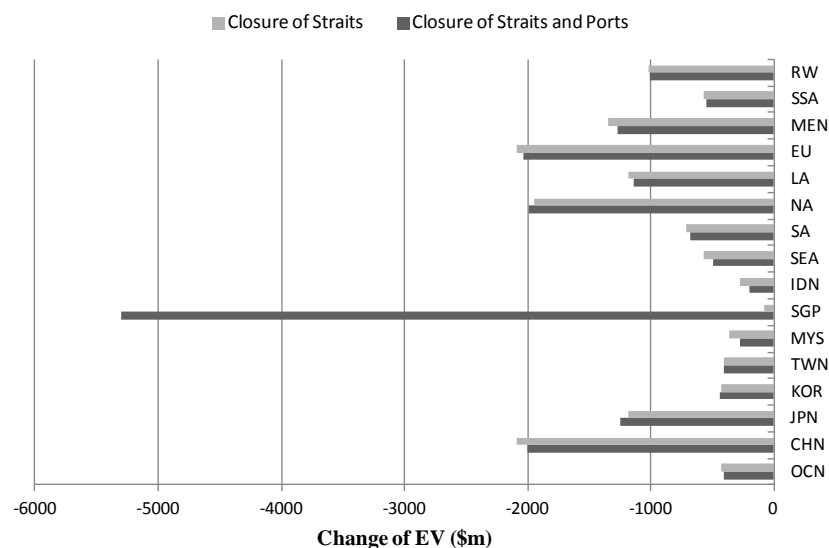 Closure of Straits Closure of Straits and Ports
RW
SSA
MEN
EU
LA
NA
SA
SEA
IDN
SGP
MYS
TWN
KOR
JPN
CHN
OCN
-6000 -5000 -4000 -3000 -2000 -1000 0
Change of EV ($m)